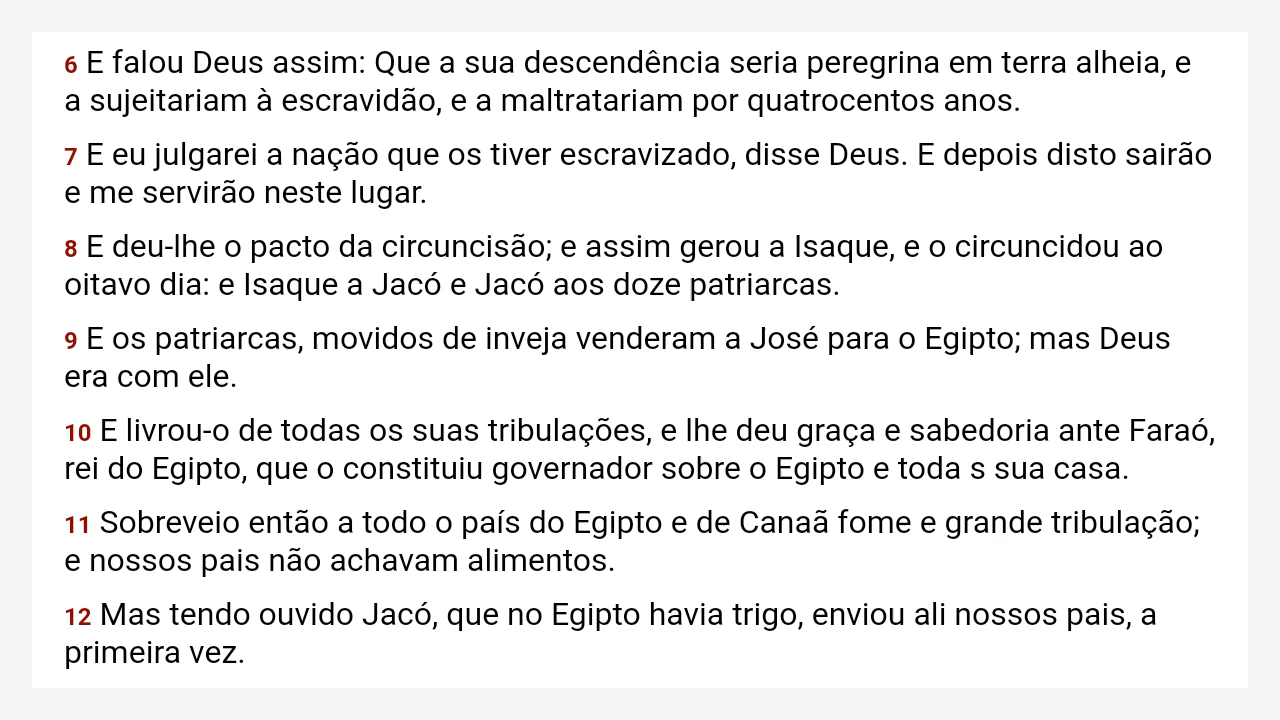 6 E falou Deus assim: Que a sua descendência seria peregrina em terra alheia, e
a sujeitariam à escravidão, e a maltratariam por quatrocentos anos.
7 E eu julgarei a nação que os tiver escravizado, disse Deus. E depois disto sairão
e me servirão neste lugar.
8 E deu-lhe o pacto da circuncisão; e assim gerou a Isaque, e o circuncidou ao
oitavo dia: e Isaque a Jacó e Jacó aos doze patriarcas.
9 E os patriarcas, movidos de inveja venderam a José para o Egipto; mas Deus
era com ele.
10 E livrou-o de todas os suas tribulações, e lhe deu graça e sabedoria ante Faraó,
rei do Egipto, que o constituiu governador sobre o Egipto e toda s sua casa.
11 Sobreveio então a todo o país do Egipto e de Canaã fome e grande tribulação;
e nossos pais não achavam alimentos.
12 Mas tendo ouvido Jacó, que no Egipto havia trigo, enviou ali nossos pais, a
primeira vez.